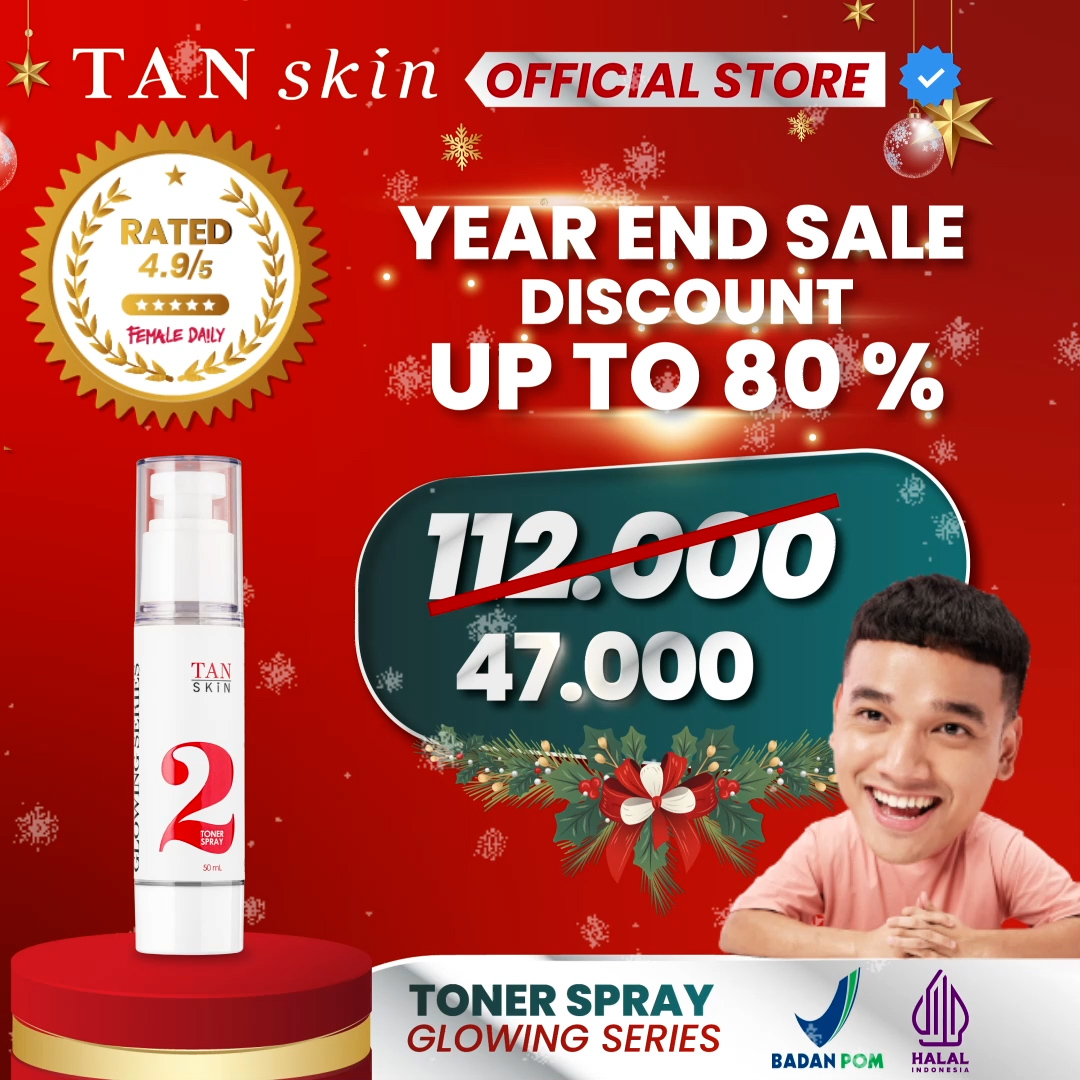 TAN skin
OFFICIAL STORE
RATED
4.9/5
FEMALE DAILY
YEAR END SALE
DISCOUNT
UP TO 80 %
112.000
47.000
TAN
SKiN
GLOWING SERIES
2
TONER
SPRAY
50 mL
TONER SPRAY
GLOWING SERIES
BADAN POM
HALAL
INDONESIA